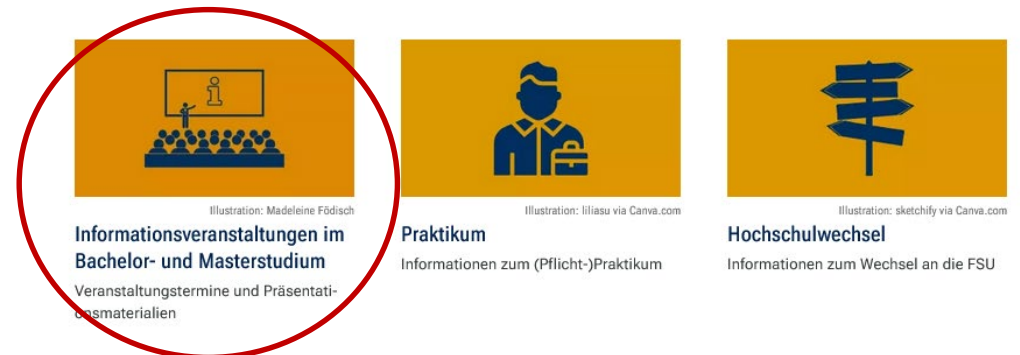 i
Illustration: Madeleine Födisch
Informationsveranstaltungen im
Bachelor- und Masterstudium
Veranstaltungstermine und Präsentati-
onsmaterialien
Illustration: liliasu via Canva.com
Praktikum
Informationen zum (Pflicht-)Praktikum
Illustration: sketchify via Canva.com
Hochschulwechsel
Informationen zum Wechsel an die FSU